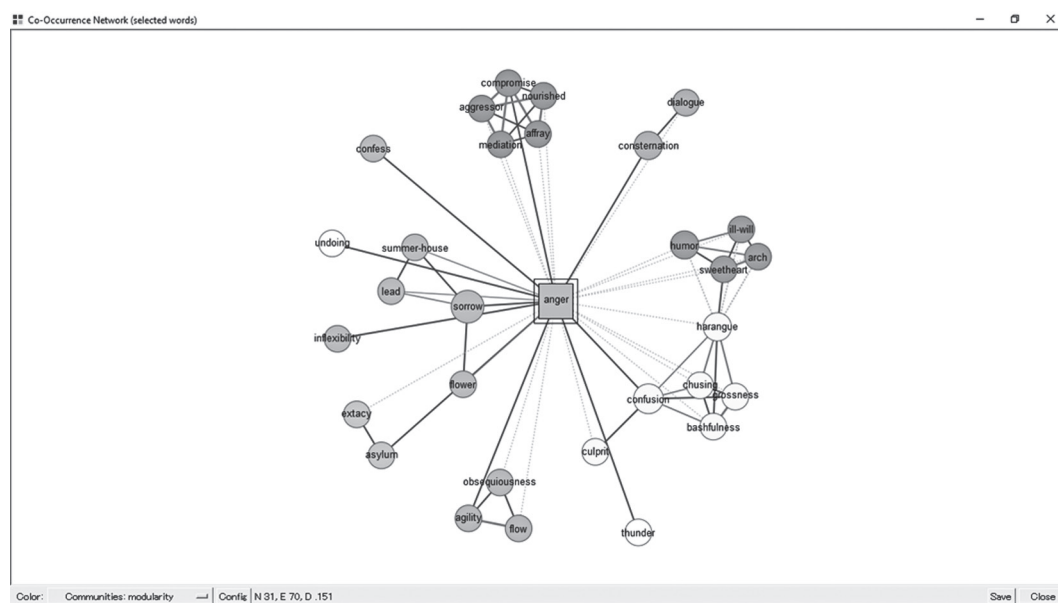 Co-Occurrence Network (selected words)
compromise
nourished
aggressor
affray
mediation
dialogue
consternation
confess
undoing
summer-house
lead
sorrow
anger
ill-will
humor
arch
sweetheart
harangue
inflexibility
flower
chusing
grossness
confusion
bashfulness
extacy
asylum
culprit
obsequiousness
agility
flow
thunder
Color: Communities: modularity Config N 31, E 70, D .151 Save Close